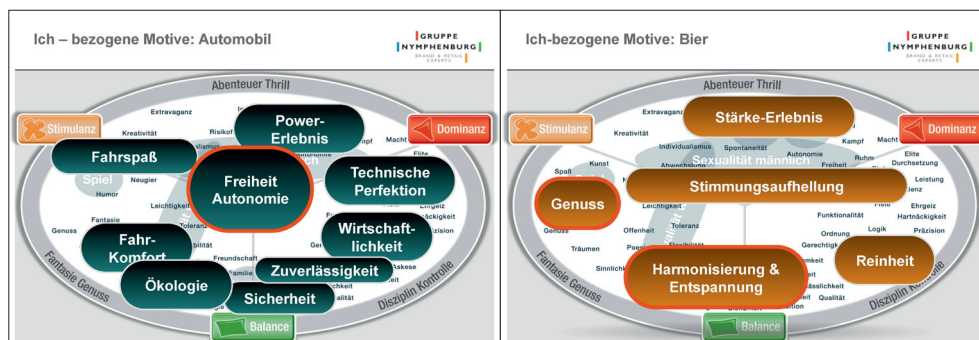 Ich – bezogene Motive: Automobil
GRUPPE
NYMPHENBURG
BRAND & RETAIL
EXPERTS
Abenteuer Thrill
Stimulanz
Dominanz
Extravaganz
Kreativität
Power-
Erlebnis
Macht
Elite
Fahrspaß
Freiheit
Autonomie
Technische
Perfektion
Spiel
Neugier
Humor
Leichtigkeit
Ehrgeiz
Fantasie
Toleranz
Genuss
Wirtschaft-
lichkeit
Fahr-
Komfort
Freundschaft
Familie
Askese
Zuverlässigkeit
Ökologie
Sicherheit
Fantasie Genuss
Disziplin Kontrolle
Balance
Ich-bezogene Motive: Bier
GRUPPE
NYMPHENBURG
BRAND & RETAIL
EXPERTS
Abenteuer Thrill
Stimulanz
Dominanz
Extravaganz
Kreativität
Stärke-Erlebnis
Kampf
Macht
Individualismus
Spontaneität
Elite
Kunst
Abwechslung
Sexualität männlich
Autonomie
Ruhm
Durchsetzung
Spaß
Freiheit
Leistung
Stimmungsaufhellung
Genuss
Leichtigkeit
Ehrgeiz
Funktionalität
Hartnäckigkeit
Genuss
Offenheit
Toleranz
Logik
Ordnung
Präzision
Träumen
Harmonisierung &
Entspannung
Reinheit
Qualität
Fantasie Genuss
Disziplin Kontrolle
Balance